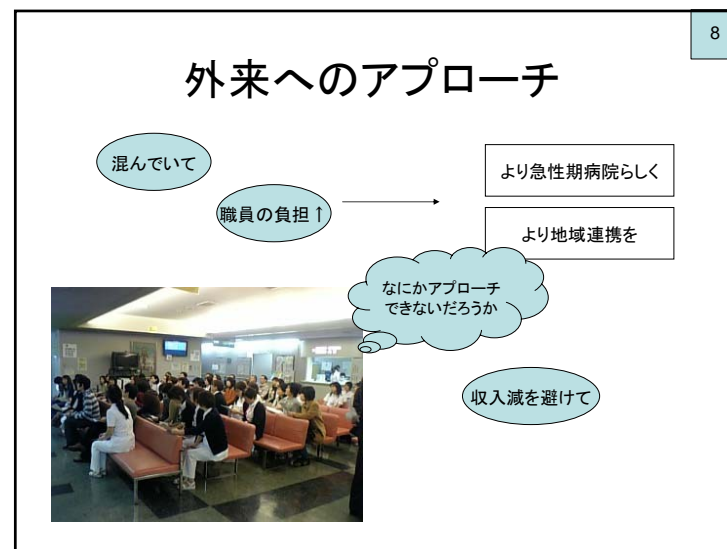 8
外来へのアプローチ
混んでいて
職員の負担↑
より急性期病院らしく
より地域連携を
なにかアプローチ
できないだろうか
収入減を避けて